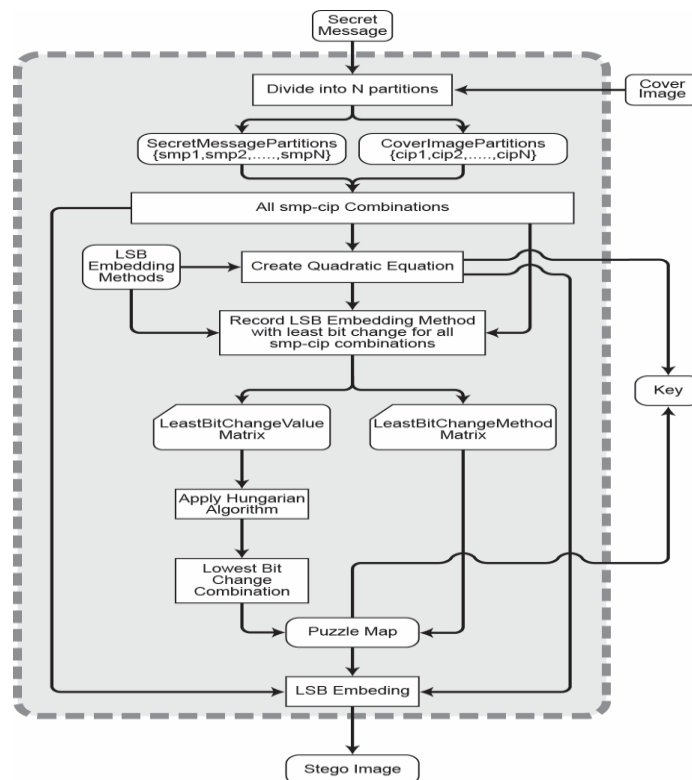 Secret
Message
Divide into N partitions
Cover
Image
SecretMessagePartitions
{smp1,smp2,.....,smpN}
CoverImagePartitions
{cip1,cip2,.....,cipN}
All smp-cip Combinations
LSB
Embedding
Methods
Create Quadratic Equation
Record LSB Embedding Method
with least bit change for all
smp-cip combinations
Key
LeastBitChangeValue
Matrix
LeastBitChangeMethod
Matrix
Apply Hungarian
Algorithm
Lowest Bit
Change
Combination
Puzzle Map
LSB Embeding
Stego Image